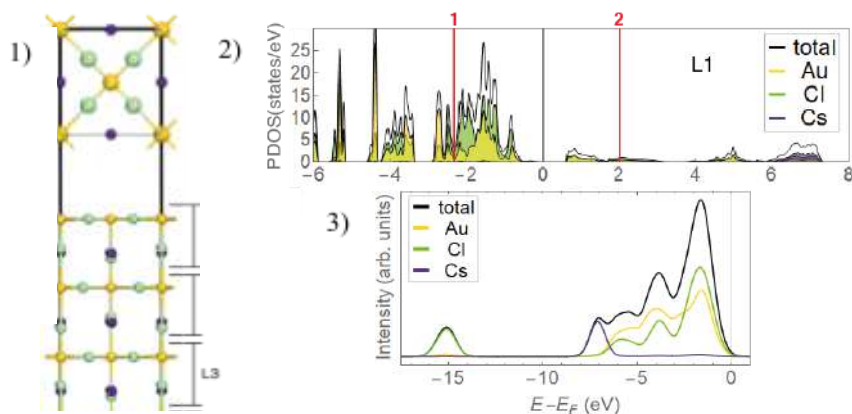 1)
L3
2)
1 2
PDOS(states/eV)
25
20
15
10
5
0
L1
total
Au
Cl
Cs
−6 −4 −2 0 2 4 6 8
3)
total
Au
Cl
Cs
Intensity (arb. units)
−15 −10 −5 0
E−E_F (eV)